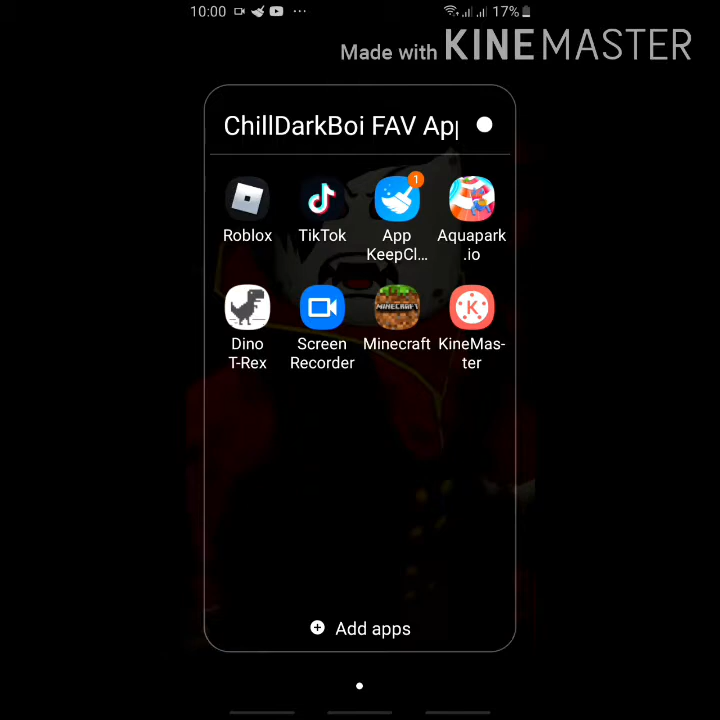 10:00
17%
Made with KINEMASTER
ChillDarkBoi FAV Ap
1
Roblox TikTok App Aquapark
KeepCl... .io
MINECRAFT
K
Dino Screen Minecraft KineMas-
T-Rex Recorder ter
Add apps